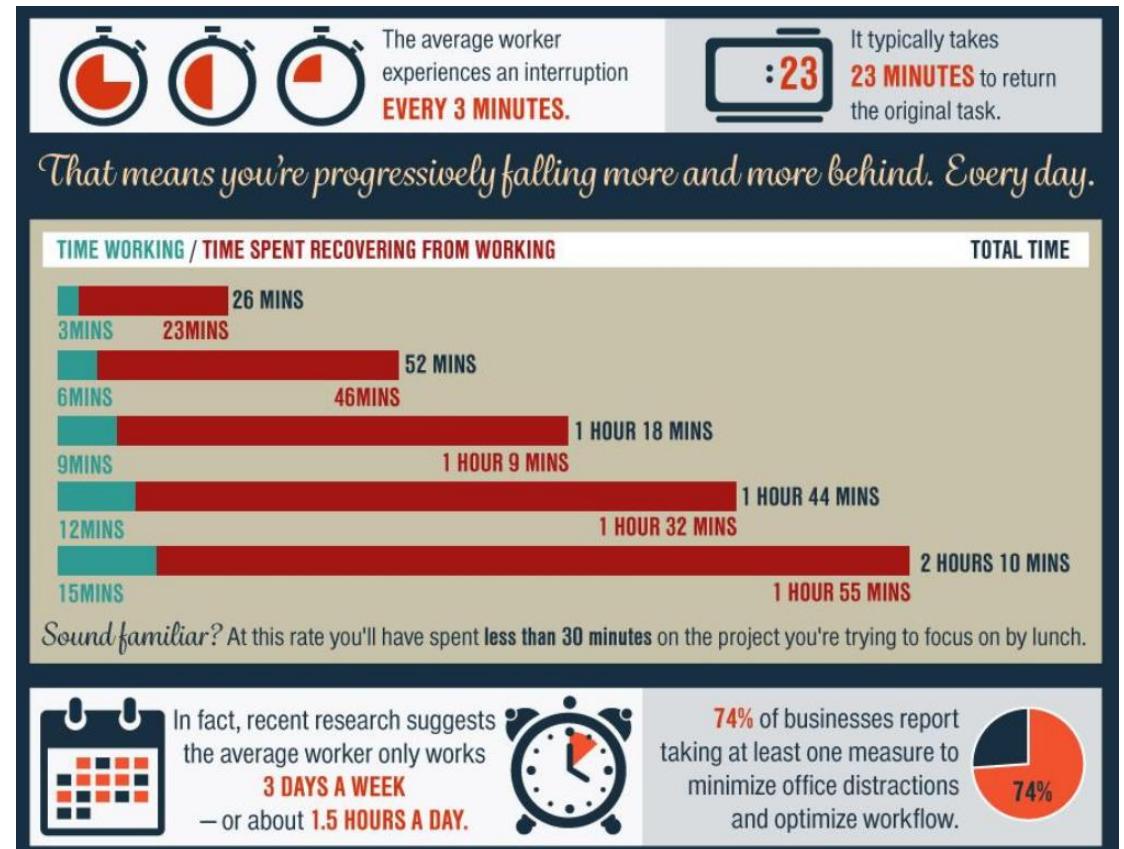 The average worker
experiences an interruption
EVERY 3 MINUTES.
:23
It typically takes
23 MINUTES to return
the original task.
That means you're progressively falling more and more behind. Every day.
TIME WORKING / TIME SPENT RECOVERING FROM WORKING
TOTAL TIME
26 MINS
3MINS 23MINS
52 MINS
6MINS 46MINS
1 HOUR 18 MINS
9MINS 1 HOUR 9 MINS
1 HOUR 44 MINS
12MINS 1 HOUR 32 MINS
2 HOURS 10 MINS
15MINS 1 HOUR 55 MINS
Sound familiar? At this rate you'll have spent less than 30 minutes on the project you're trying to focus on by lunch.
In fact, recent research suggests
the average worker only works
3 DAYS A WEEK
– or about 1.5 HOURS A DAY.
74% of businesses report
taking at least one measure to
minimize office distractions
and optimize workflow.
74%